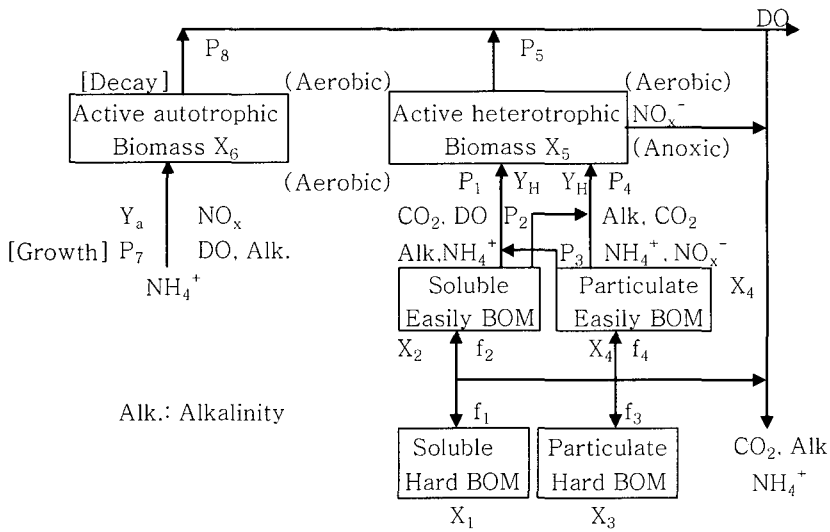 DO
P₈
P₅
[Decay]
(Aerobic)
(Aerobic)
Active autotrophic
Biomass X₆
Active heterotrophic
Biomass X₅
NOₓ⁻
(Anoxic)
(Aerobic)
P₁
Y_H
Y_H
P₄
Yₐ
NOₓ
CO₂, DO
P₂
Alk, CO₂
[Growth] P₇
DO, Alk.
Alk,NH₄⁺
P₃
NH₄⁺, NOₓ⁻
NH₄⁺
Soluble
Easily BOM
Particulate
Easily BOM
X₄
X₂
f₂
X₄
f₄
Alk.: Alkalinity
f₁
f₃
Soluble
Hard BOM
Particulate
Hard BOM
CO₂, Alk
NH₄⁺
X₁
X₃